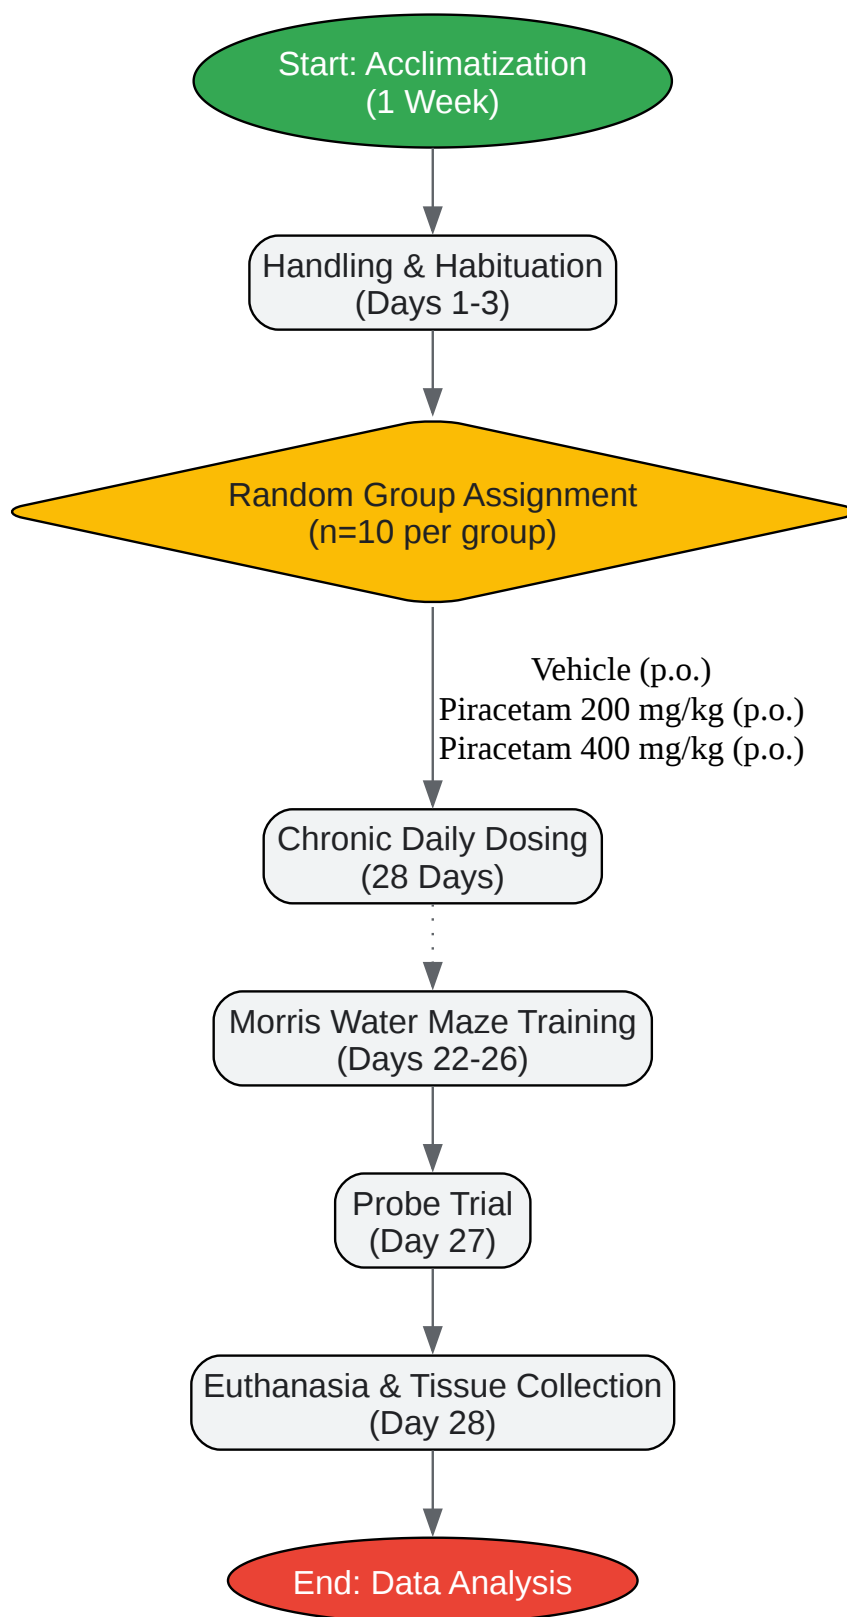 Start: Acclimatization
(1 Week)
Handling & Habituation
(Days 1-3)
Random Group Assignment
(n=10 per group)
Vehicle (p.o.)
Piracetam 200 mg/kg (p.o.)
Piracetam 400 mg/kg (p.o.)
Chronic Daily Dosing
(28 Days)
Morris Water Maze Training
(Days 22-26)
Probe Trial
(Day 27)
Euthanasia & Tissue Collection
(Day 28)
End: Data Analysis